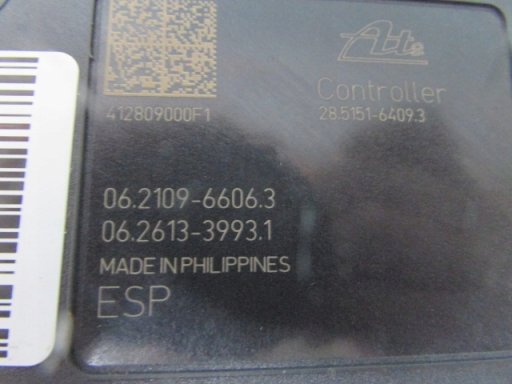 Ate
Controller
412809000F1
28.5151-6409.3
06.2109-6606.3
06.2613-3993.1
MADE IN PHILIPPINES
ESP